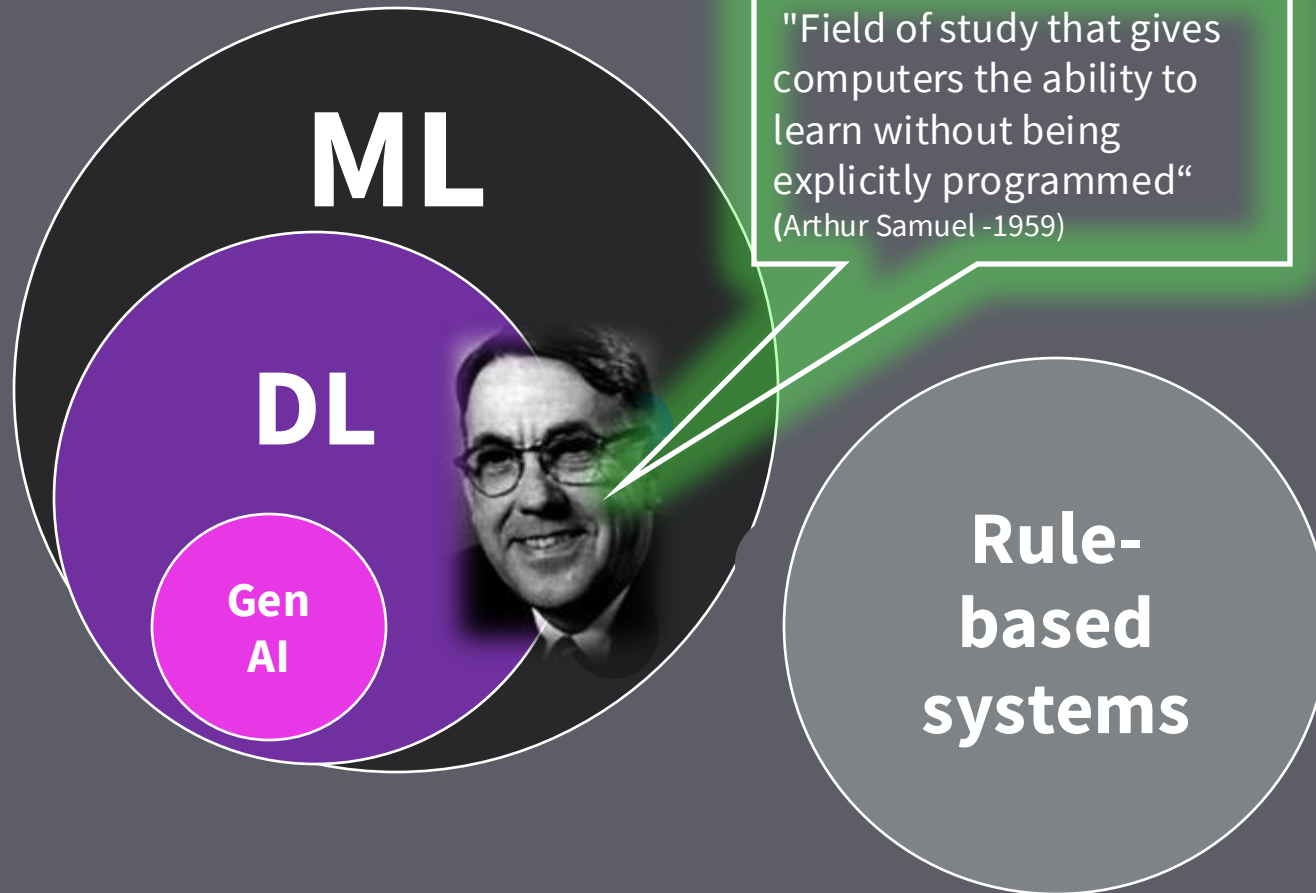 "Field of study that gives
computers the ability to
learn without being
explicitly programmed“
(Arthur Samuel -1959)
ML
DL
Gen
AI
Rule-
based
systems